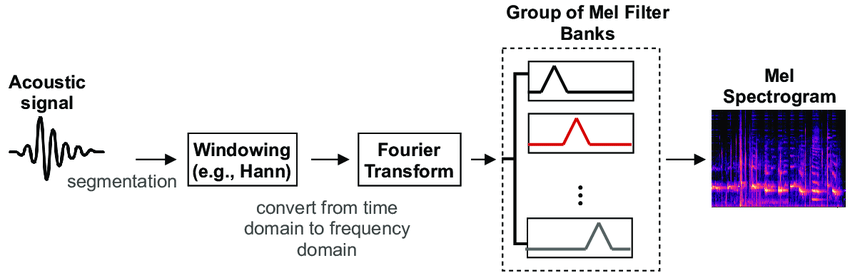 Acoustic
signal
segmentation
Windowing
(e.g., Hann)
Fourier
Transform
convert from time
domain to frequency
domain
Group of Mel Filter
Banks
Mel
Spectrogram